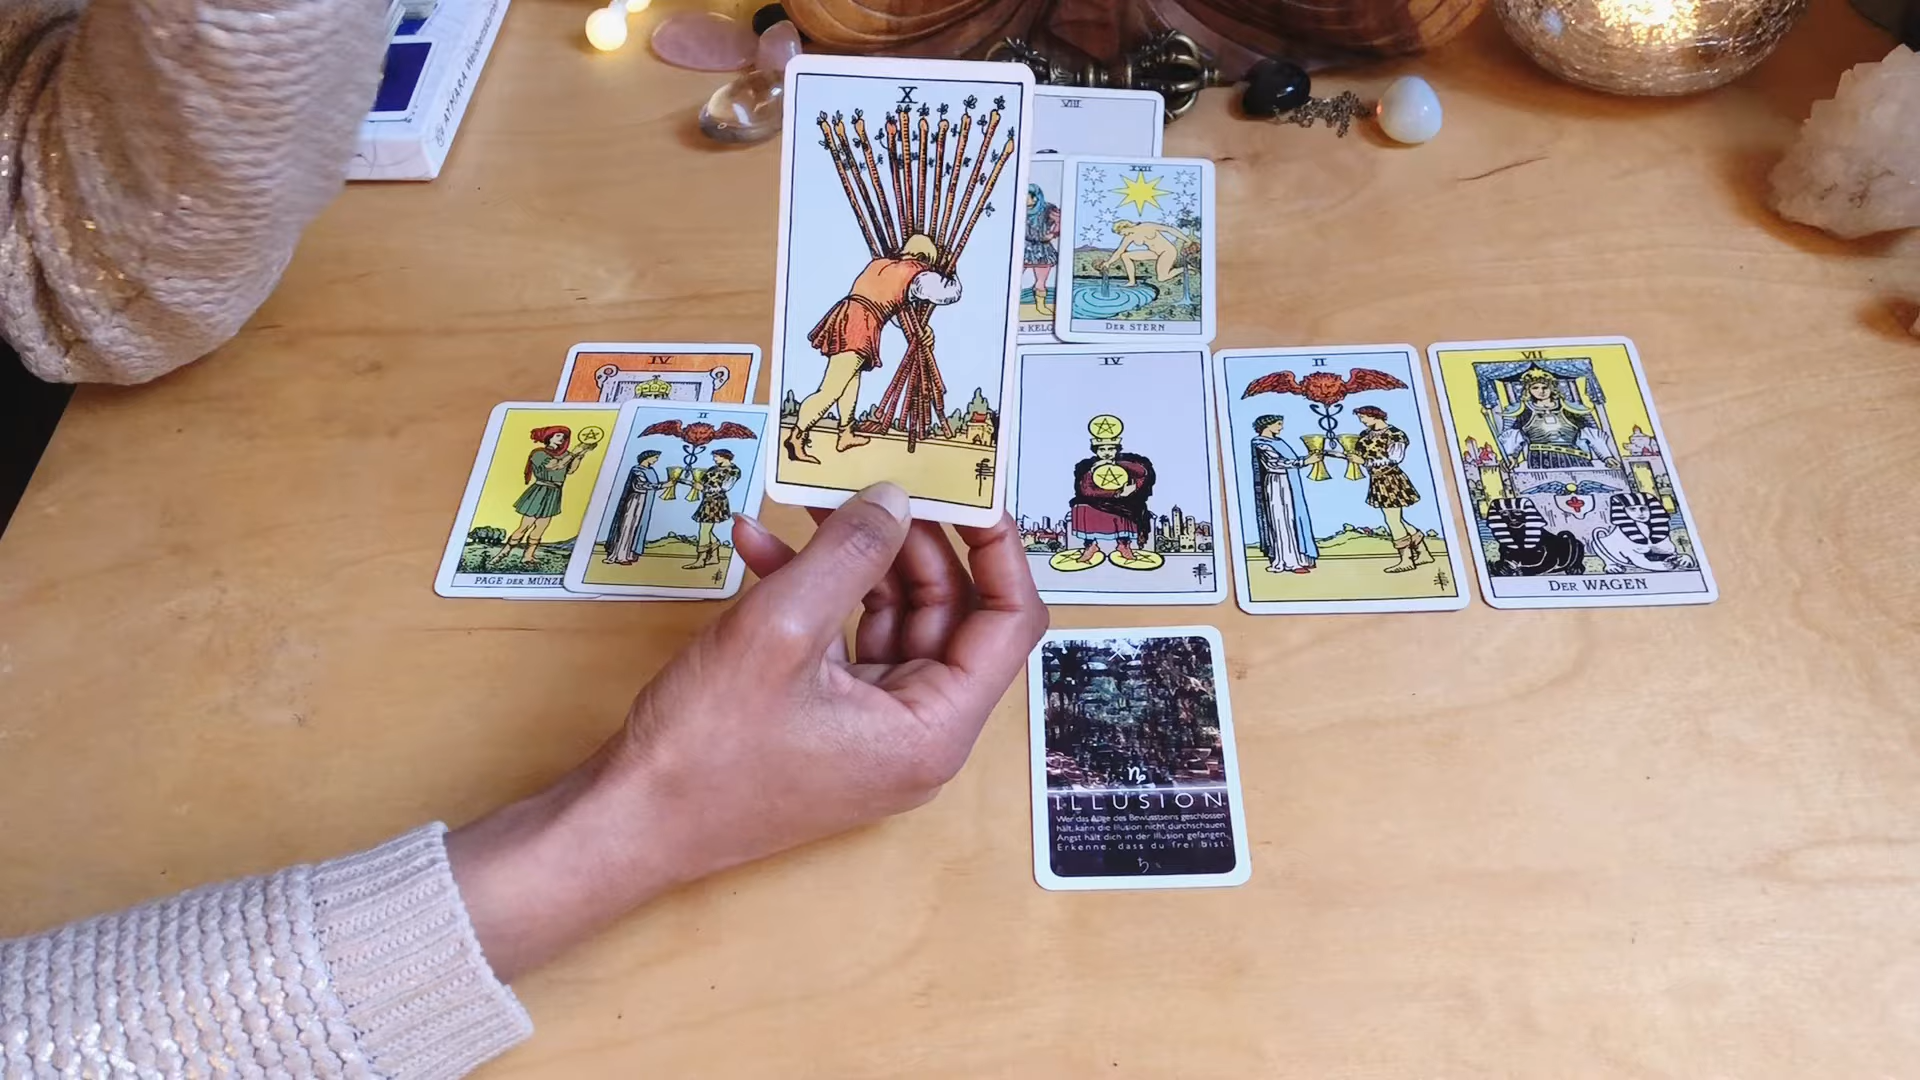 X
VIII
XVII
DER STERN
IV
IV
II
II
VII
PAGE DER MÜNZE
DER WAGEN
ILLUSION
Wer das Auge des Bewusstseins geschlossen
hält, kann die Illusion nicht durchschauen.
Angst hält dich in der Illusion gefangen.
Erkenne, dass du frei bist.